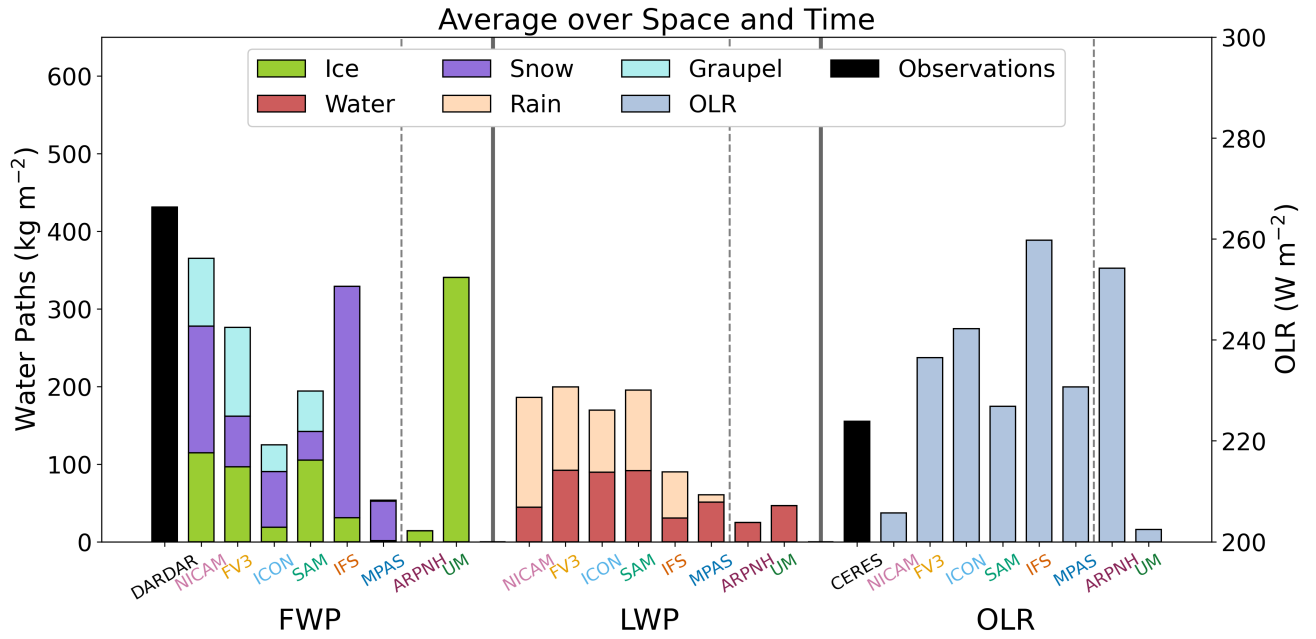 Average over Space and Time
Ice
Snow
Graupel
Observations
Water
Rain
OLR
Water Paths (kg m⁻²)
600
500
400
300
200
100
0
300
280
260
240
220
200
OLR (W m⁻²)
DARDAR
NICAM
FV3
ICON
SAM
IFS
MPAS
ARPNH
UM
NICAM
FV3
ICON
SAM
IFS
MPAS
ARPNH
UM
CERES
NICAM
FV3
ICON
SAM
IFS
MPAS
ARPNH
UM
FWP
LWP
OLR